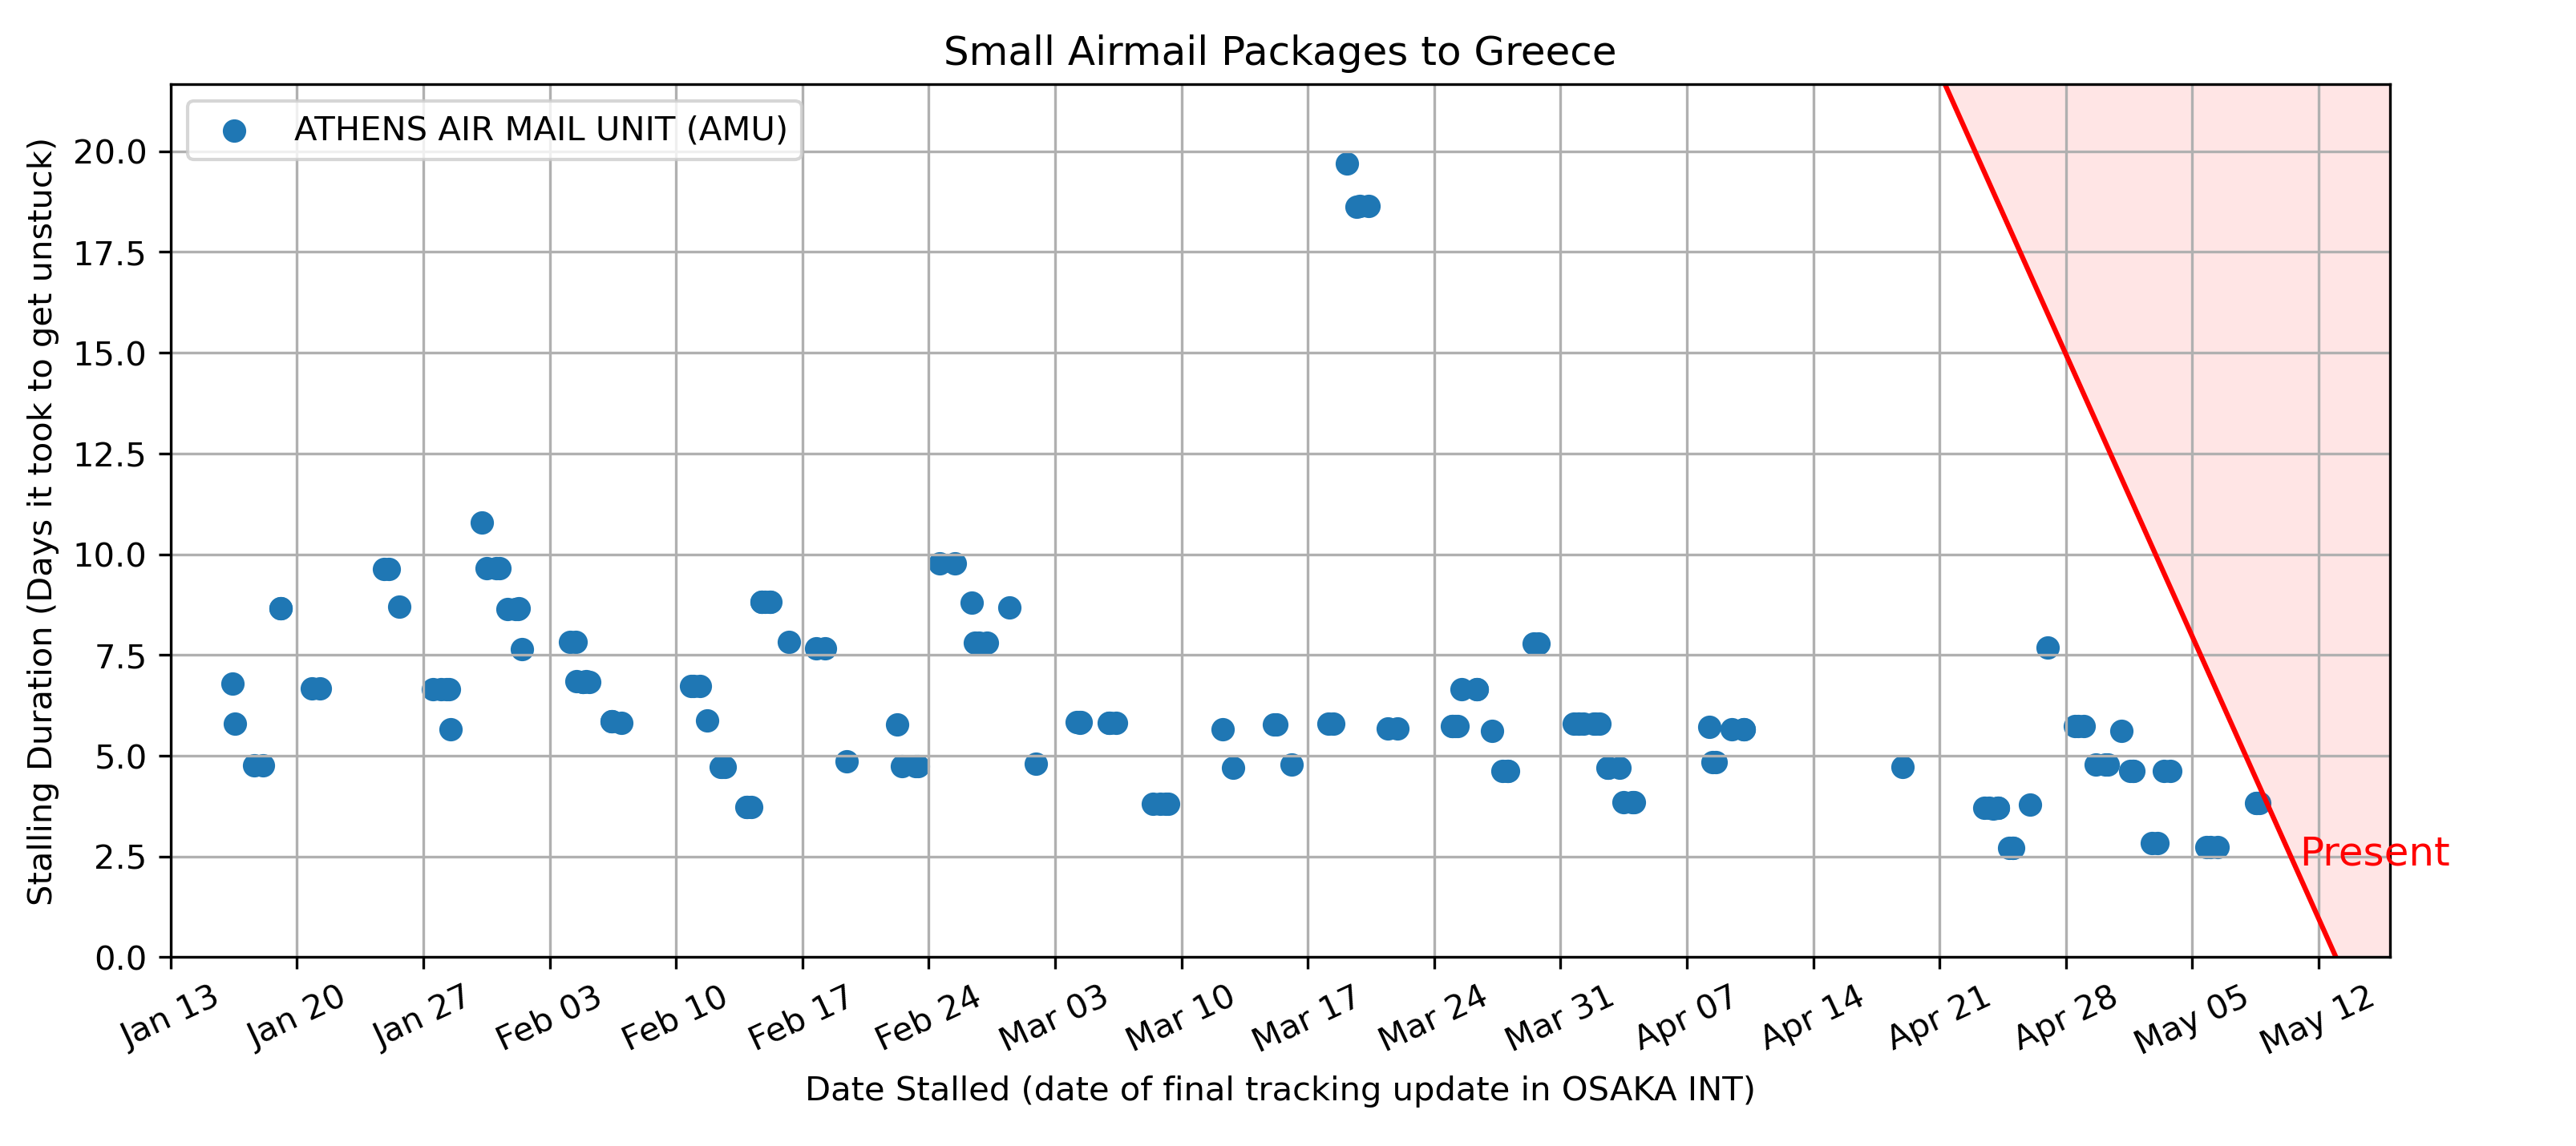 Small Airmail Packages to Greece
ATHENS AIR MAIL UNIT (AMU)
Stalling Duration (Days it took to get unstuck)
20.0
17.5
15.0
12.5
10.0
7.5
5.0
2.5
0.0
Present
Jan 13
Jan 20
Jan 27
Feb 03
Feb 10
Feb 17
Feb 24
Mar 03
Mar 10
Mar 17
Mar 24
Mar 31
Apr 07
Apr 14
Apr 21
Apr 28
May 05
May 12
Date Stalled (date of final tracking update in OSAKA INT)